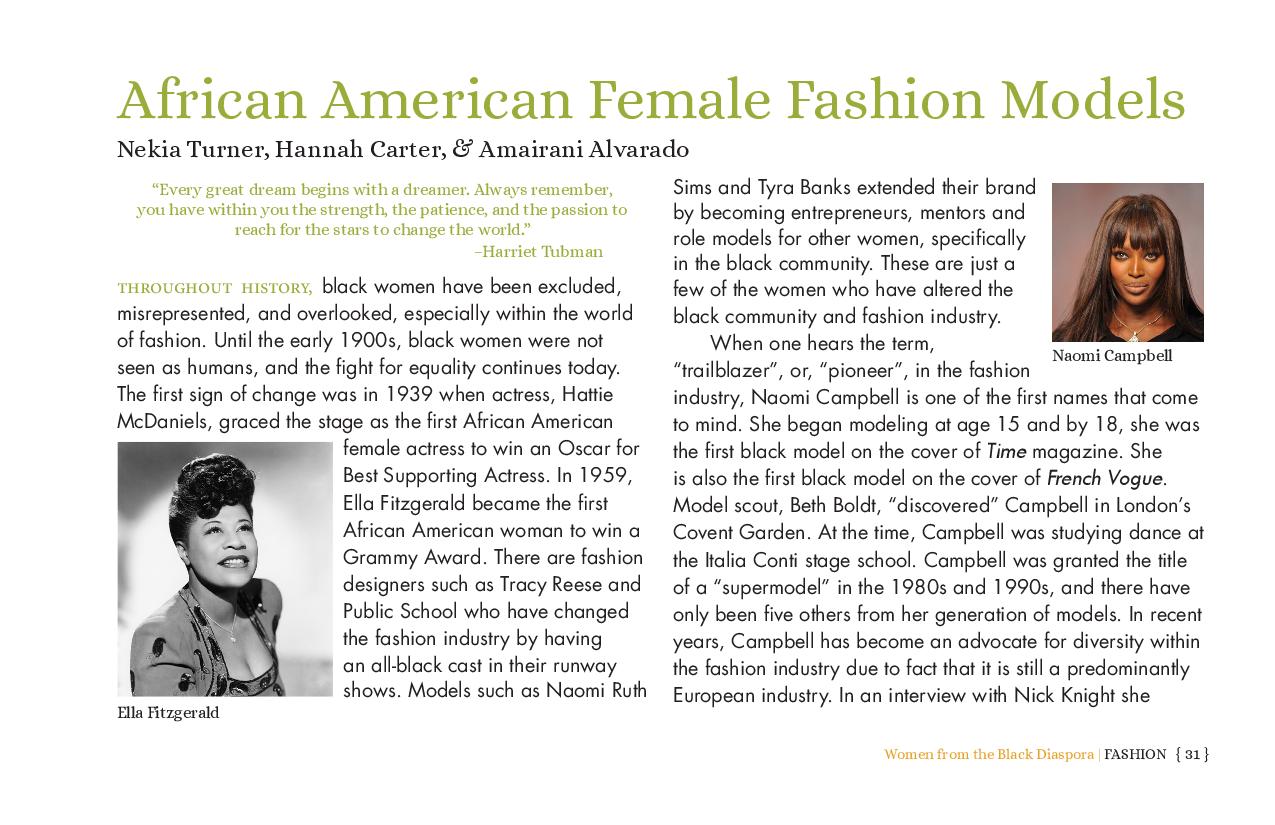 African American Female Fashion Models
Nekia Turner, Hannah Carter, & Amairani Alvarado
“Every great dream begins with a dreamer. Always remember,
you have within you the strength, the patience, and the passion to
reach for the stars to change the world.”
–Harriet Tubman
THROUGHOUT HISTORY, black women have been excluded,
misrepresented, and overlooked, especially within the world
of fashion. Until the early 1900s, black women were not
seen as humans, and the fight for equality continues today.
The first sign of change was in 1939 when actress, Hattie
McDaniels, graced the stage as the first African American
female actress to win an Oscar for
Best Supporting Actress. In 1959,
Ella Fitzgerald became the first
African American woman to win a
Grammy Award. There are fashion
designers such as Tracy Reese and
Public School who have changed
the fashion industry by having
an all-black cast in their runway
shows. Models such as Naomi Ruth
Ella Fitzgerald
Sims and Tyra Banks extended their brand
by becoming entrepreneurs, mentors and
role models for other women, specifically
in the black community. These are just a
few of the women who have altered the
black community and fashion industry.
When one hears the term,
“trailblazer”, or, “pioneer”, in the fashion
industry, Naomi Campbell is one of the first names that come
to mind. She began modeling at age 15 and by 18, she was
the first black model on the cover of Time magazine. She
is also the first black model on the cover of French Vogue.
Model scout, Beth Boldt, “discovered” Campbell in London’s
Covent Garden. At the time, Campbell was studying dance at
the Italia Conti stage school. Campbell was granted the title
of a “supermodel” in the 1980s and 1990s, and there have
only been five others from her generation of models. In recent
years, Campbell has become an advocate for diversity within
the fashion industry due to fact that it is still a predominantly
European industry. In an interview with Nick Knight she
Naomi Campbell
Women from the Black Diaspora | FASHION { 31 }